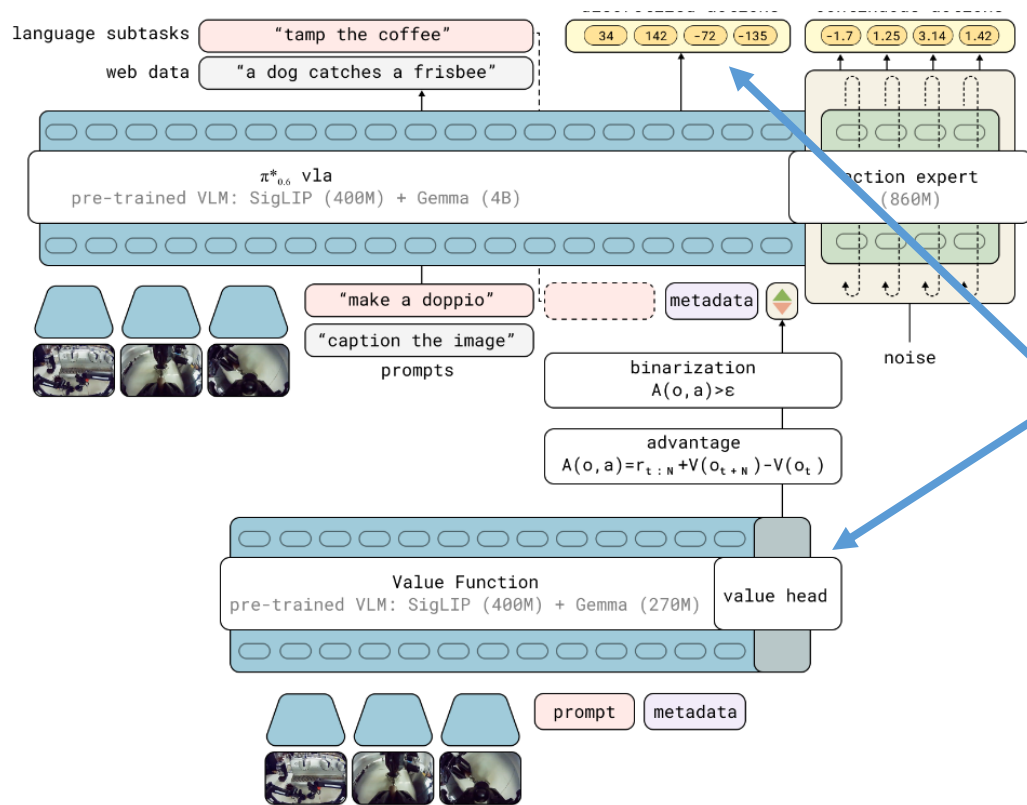 language subtasks
"tamp the coffee"
34 142 -72 -135
-1.7 1.25 3.14 1.42
web data
"a dog catches a frisbee"
π*0.6 vla
pre-trained VLM: SigLIP (400M) + Gemma (4B)
expert
(860M)
"make a doppio"
metadata
"caption the image"
prompts
noise
binarization
A(o,a)>ε
advantage
A(o,a)=rt:N+V(ot+N)-V(ot)
Value Function
pre-trained VLM: SigLIP (400M) + Gemma (270M)
value head
prompt
metadata